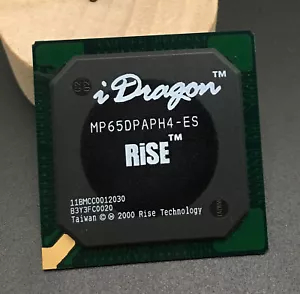 iDragon™
MP65DPAPH4-ES
RiSE™
11BMCC0012030
B3Y3FC0020
Taiwan Ⓜ © 2000 Rise Technology